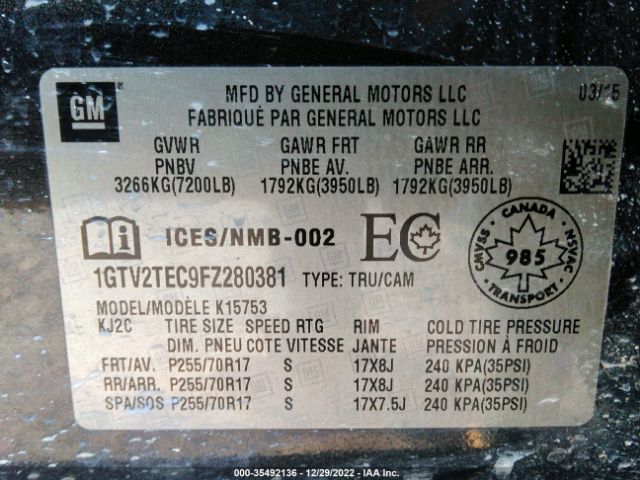 GM
MFD BY GENERAL MOTORS LLC 03/15
FABRIQUÉ PAR GENERAL MOTORS LLC
GVWR GAWR FRT GAWR RR
PNBV PNBE AV. PNBE ARR.
3266KG(7200LB) 1792KG(3950LB) 1792KG(3950LB)
ICES/NMB-002 EC
CANADA
CMVSS 985 NSVAC
TRANSPORT
1GTV2TEC9FZ280381 TYPE: TRU/CAM
MODEL/MODÈLE K15753
KJ2C TIRE SIZE SPEED RTG RIM COLD TIRE PRESSURE
DIM. PNEU COTE VITESSE JANTE PRESSION À FROID
FRT/AV. P255/70R17 S 17X8J 240 KPA(35PSI)
RR/ARR. P255/70R17 S 17X8J 240 KPA(35PSI)
SPA/SOS P255/70R17 S 17X7.5J 240 KPA(35PSI)
000-35492136 - 12/29/2022 - IAA Inc.